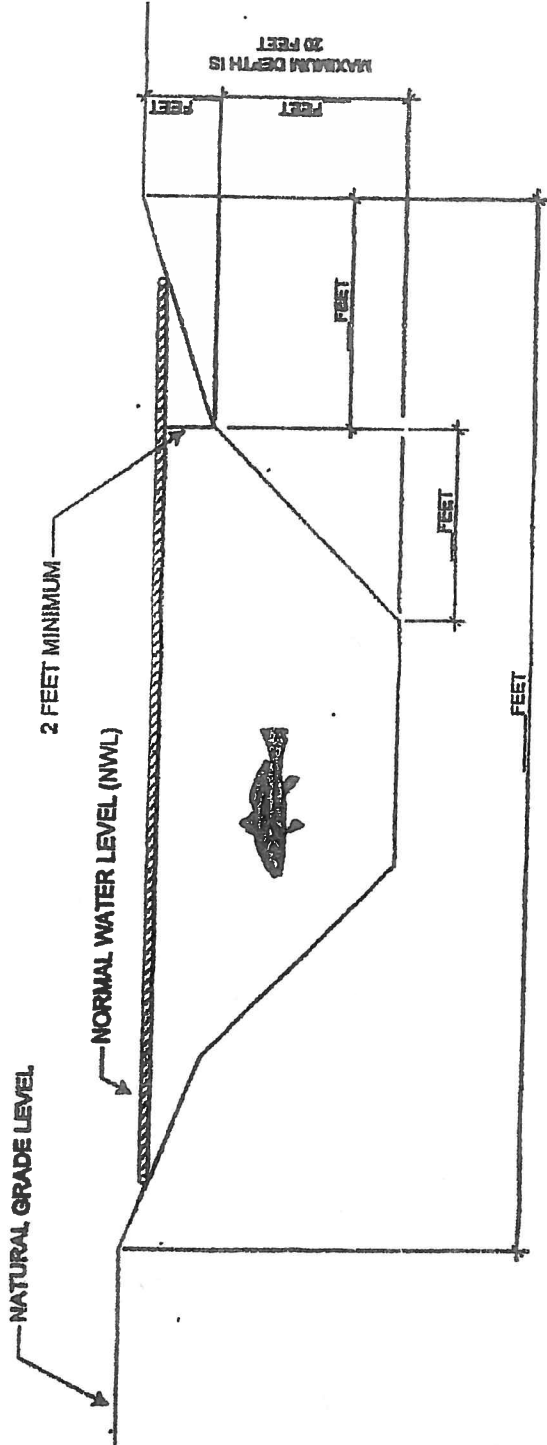 NATURAL GRADE LEVEL
NORMAL WATER LEVEL (NWL)
2 FEET MINIMUM
MAXIMUM DEPTH IS
20 FEET
FEET
FEET
FEET
FEET
FEET